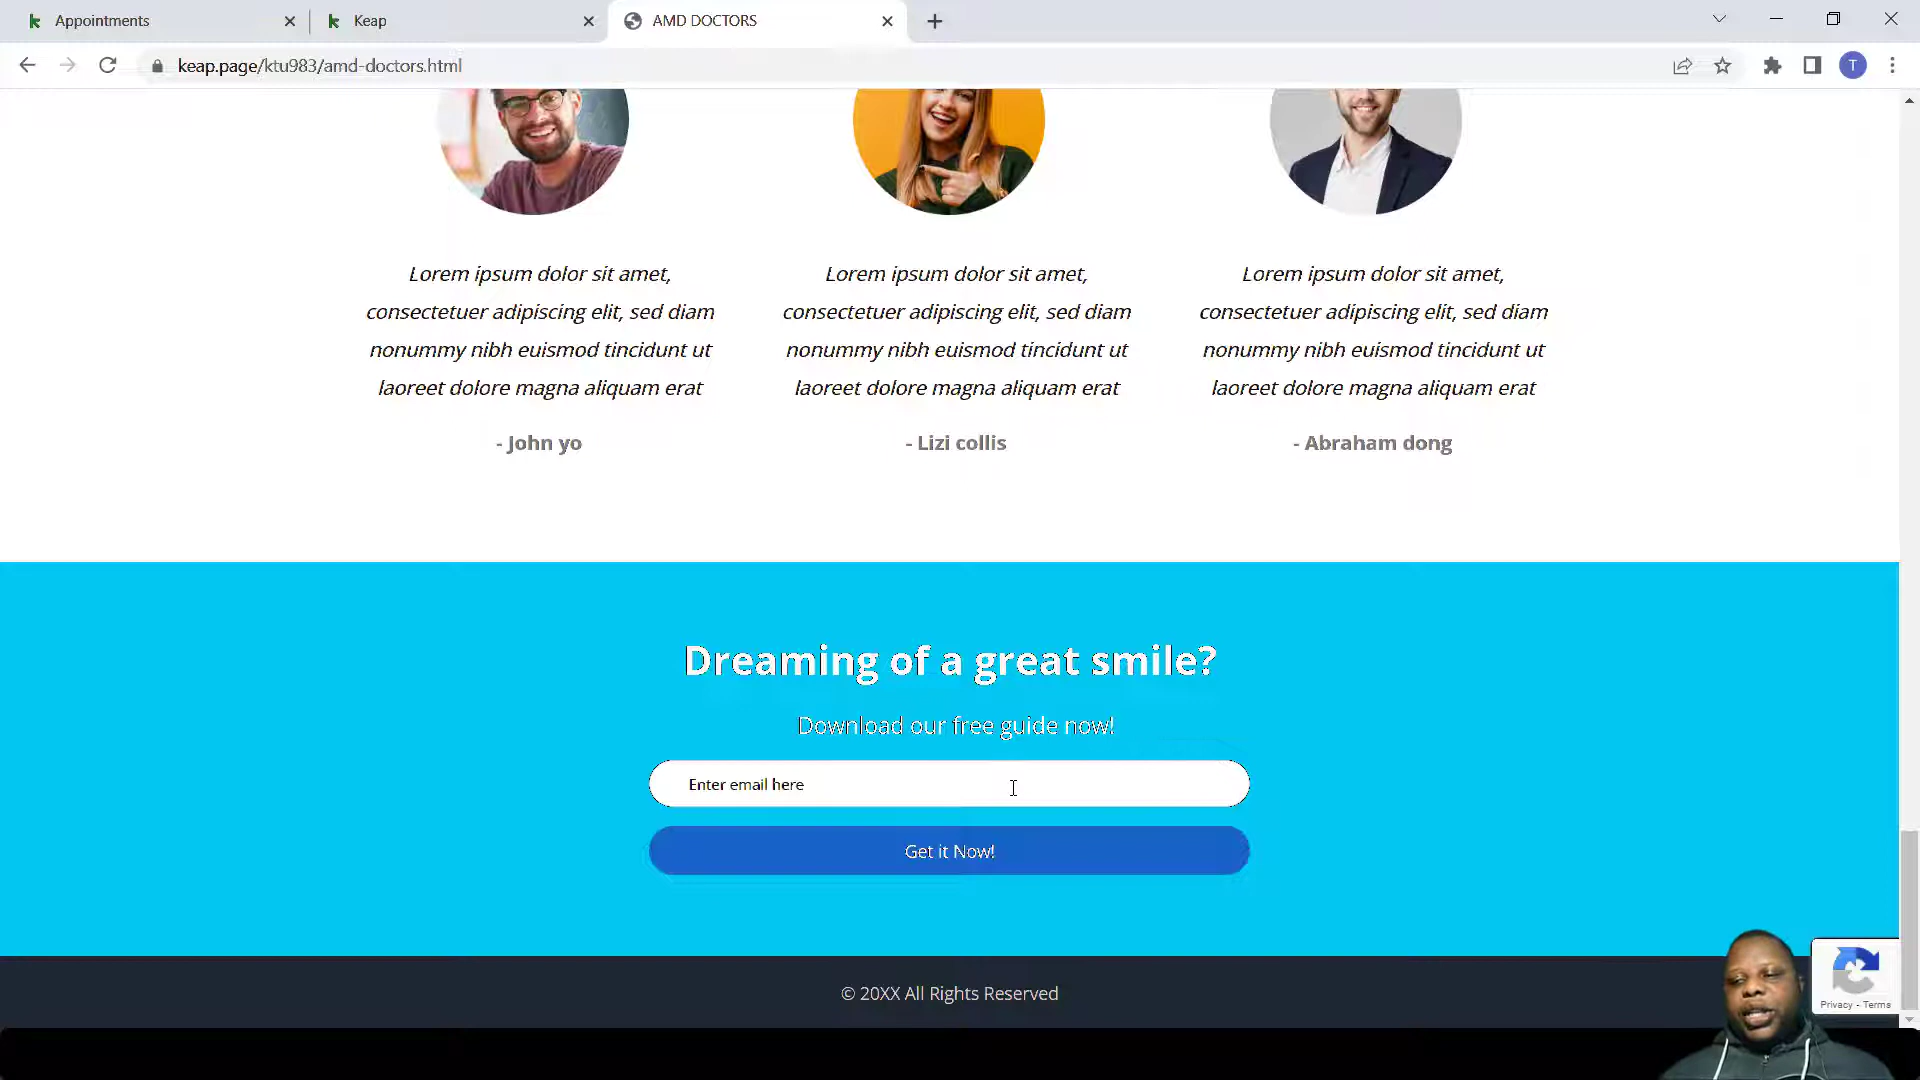 Appointments
Keap
AMD DOCTORS
keap.page/ktu983/amd-doctors.html
T
Lorem ipsum dolor sit amet,
consectetuer adipiscing elit, sed diam
nonummy nibh euismod tincidunt ut
laoreet dolore magna aliquam erat
- John yo
Lorem ipsum dolor sit amet,
consectetuer adipiscing elit, sed diam
nonummy nibh euismod tincidunt ut
laoreet dolore magna aliquam erat
- Lizi collis
Lorem ipsum dolor sit amet,
consectetuer adipiscing elit, sed diam
nonummy nibh euismod tincidunt ut
laoreet dolore magna aliquam erat
- Abraham dong
Dreaming of a great smile?
Download our free guide now!
Enter email here
Get it Now!
© 20XX All Rights Reserved
Privacy - Terms